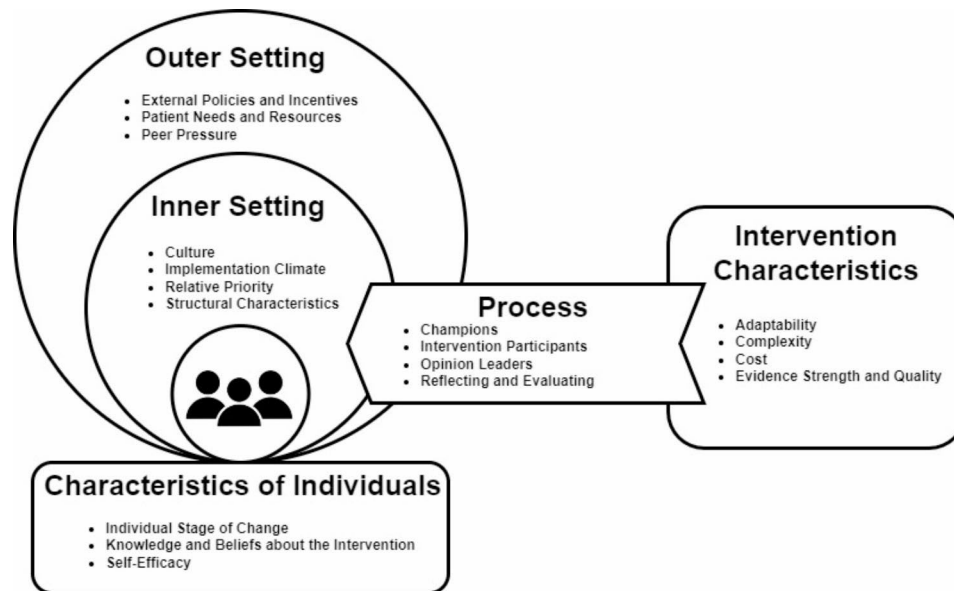 Outer Setting
• External Policies and Incentives
• Patient Needs and Resources
• Peer Pressure
Inner Setting
• Culture
• Implementation Climate
• Relative Priority
• Structural Characteristics
Process
• Champions
• Intervention Participants
• Opinion Leaders
• Reflecting and Evaluating
Intervention
Characteristics
• Adaptability
• Complexity
• Cost
• Evidence Strength and Quality
Characteristics of Individuals
• Individual Stage of Change
• Knowledge and Beliefs about the Intervention
• Self-Efficacy